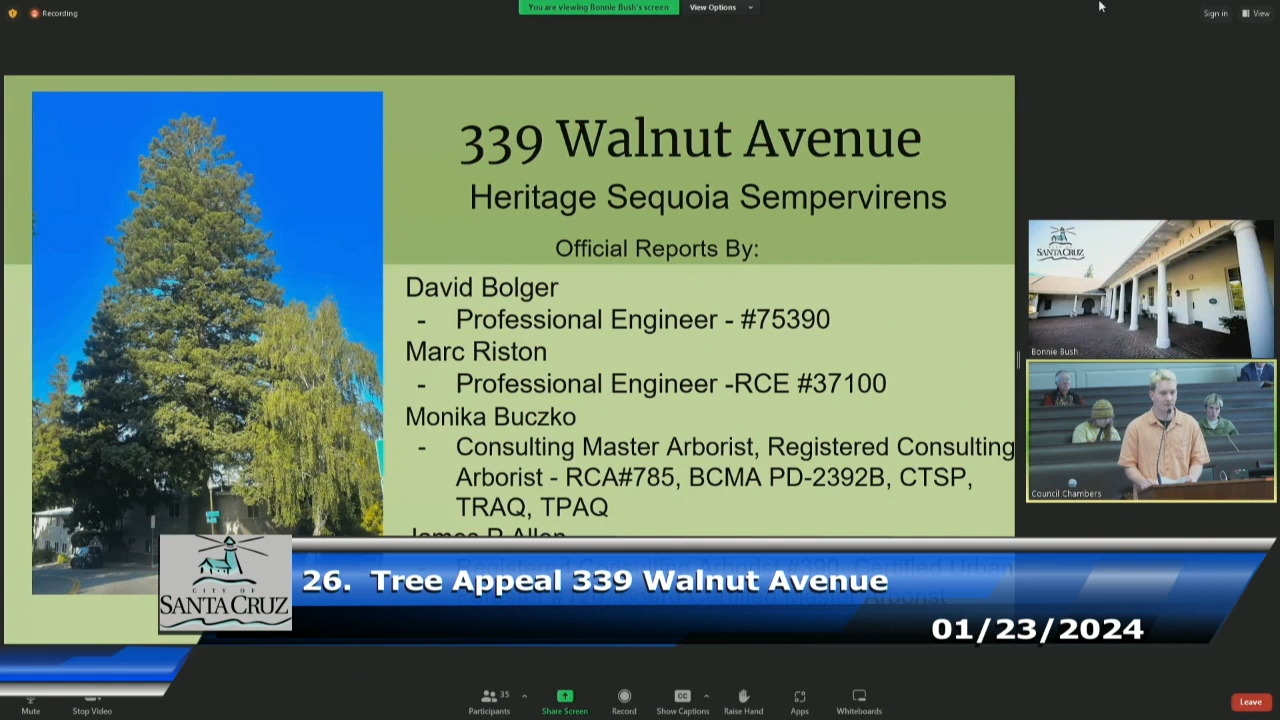 Recording
You are viewing Bonnie Bush's screen
View Options
Sign in
View
339 Walnut Avenue
Heritage Sequoia Sempervirens
Official Reports By:
David Bolger
- Professional Engineer - #75390
Marc Riston
- Professional Engineer -RCE #37100
Monika Buczko
- Consulting Master Arborist, Registered Consulting
Arborist - RCA#785, BCMA PD-2392B, CTSP,
TRAQ, TPAQ
James P Allen
SANTA CRUZ
Bonnie Bush
Council Chambers
CITY OF
SANTA CRUZ
26. Tree Appeal 339 Walnut Avenue
01/23/2024
Mute
Stop Video
Participants
35
Share Screen
Record
CC
Show Captions
Raise Hand
Apps
Whiteboards
Leave